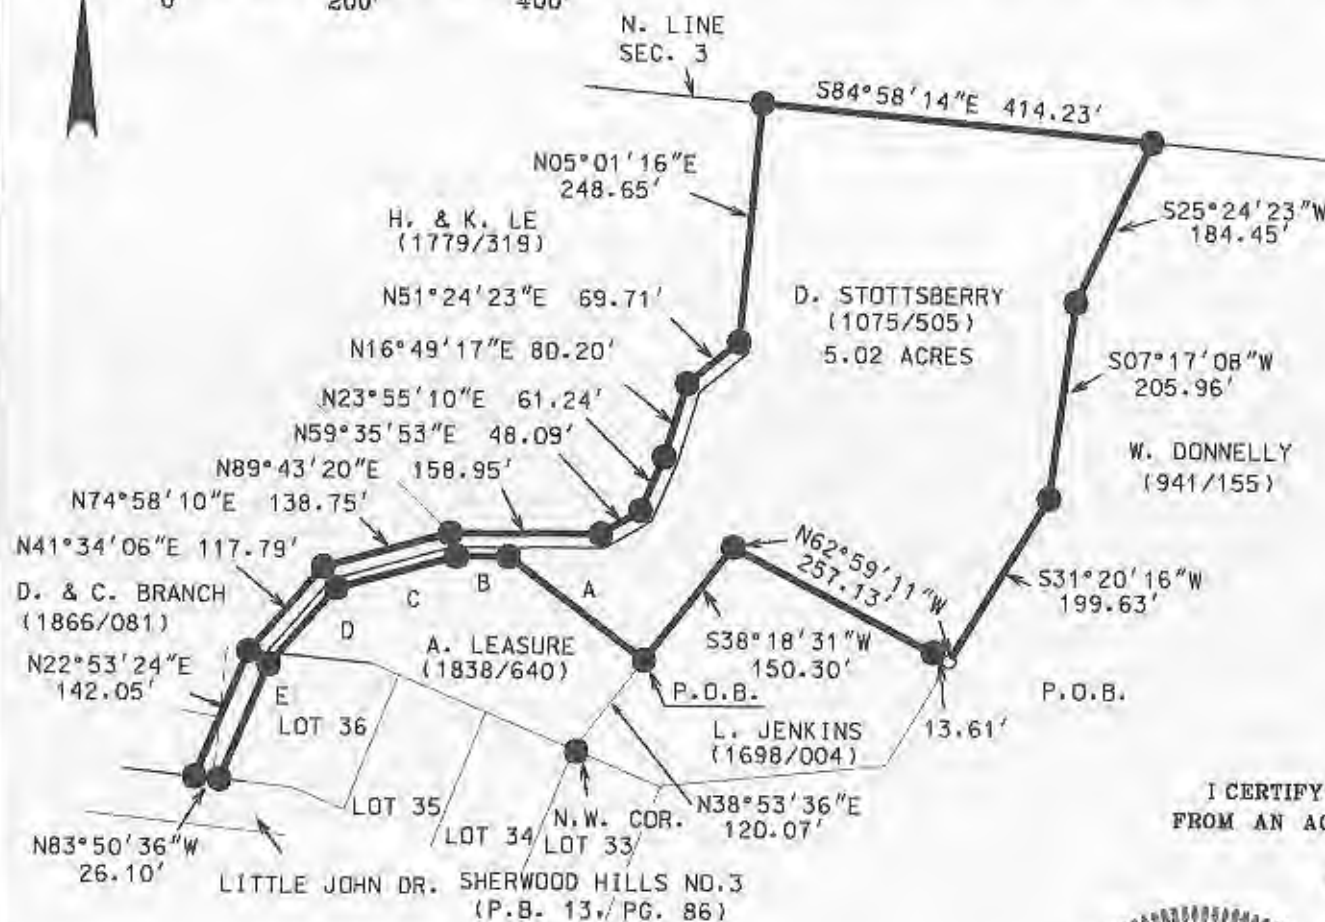 0 200' 400'
N. LINE
SEC. 3
S84°58'14"E 414.23'
N05°01'16"E
248.65'
S25°24'23"W
184.45'
H. & K. LE
(1779/319)
N51°24'23"E 69.71'
D. STOTTSBERRY
(1075/505)
5.02 ACRES
N16°49'17"E 80.20'
S07°17'08"W
205.96'
N23°55'10"E 61.24'
N59°35'53"E 48.09'
N89°43'20"E 158.95'
W. DONNELLY
(941/155)
N74°58'10"E 138.75'
N41°34'06"E 117.79'
N62°59'11"W
257.13'
D. & C. BRANCH
(1866/081)
B
A
C
D
S31°20'16"W
199.63'
A. LEASURE
(1838/640)
S38°18'31"W
150.30'
N22°53'24"E
142.05'
E
P.O.B.
P.O.B.
LOT 36
L. JENKINS
(1698/004)
13.61'
LOT 35
LOT 34
N.W. COR.
LOT 33
N38°53'36"E
120.07'
I CERTIFY
FROM AN AC
N83°50'36"W
26.10'
LITTLE JOHN DR.
SHERWOOD HILLS NO.3
(P.B. 13, PG. 86)